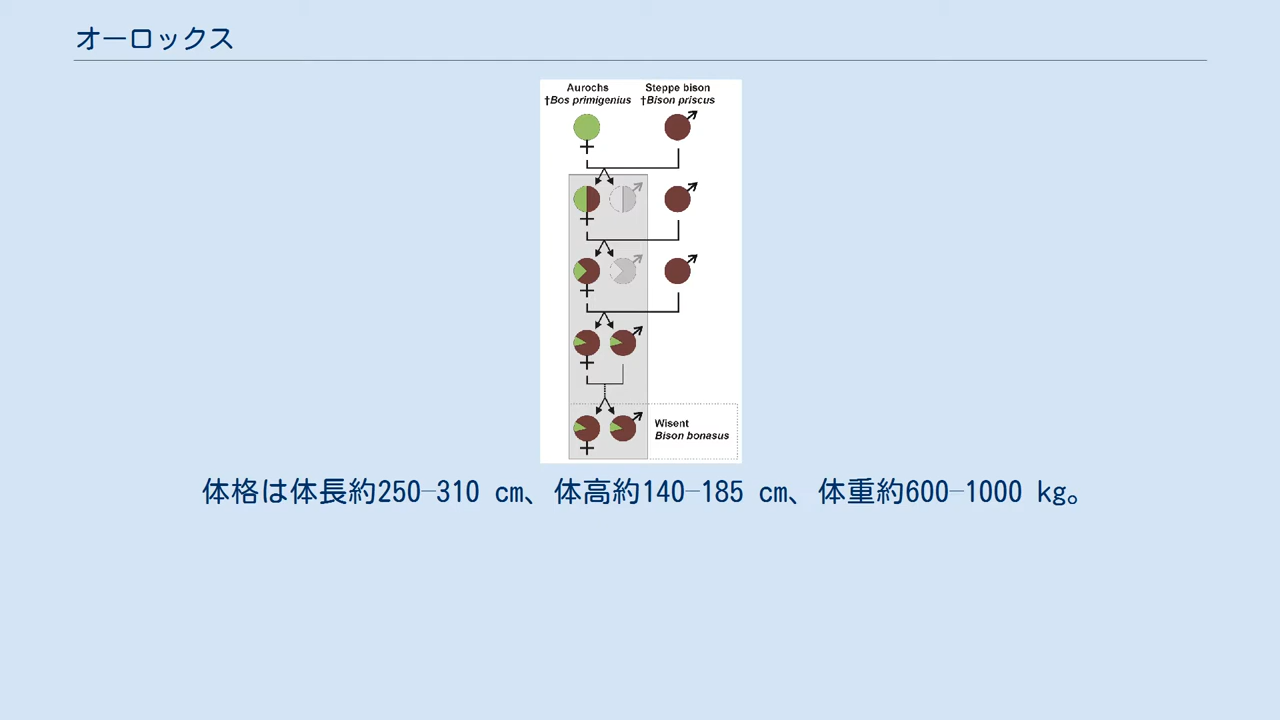 オーロックス
Aurochs
†Bos primigenius
Steppe bison
†Bison priscus
Wisent
Bison bonasus
体格は体長約250–310 cm、体高約140–185 cm、体重約600–1000 kg。